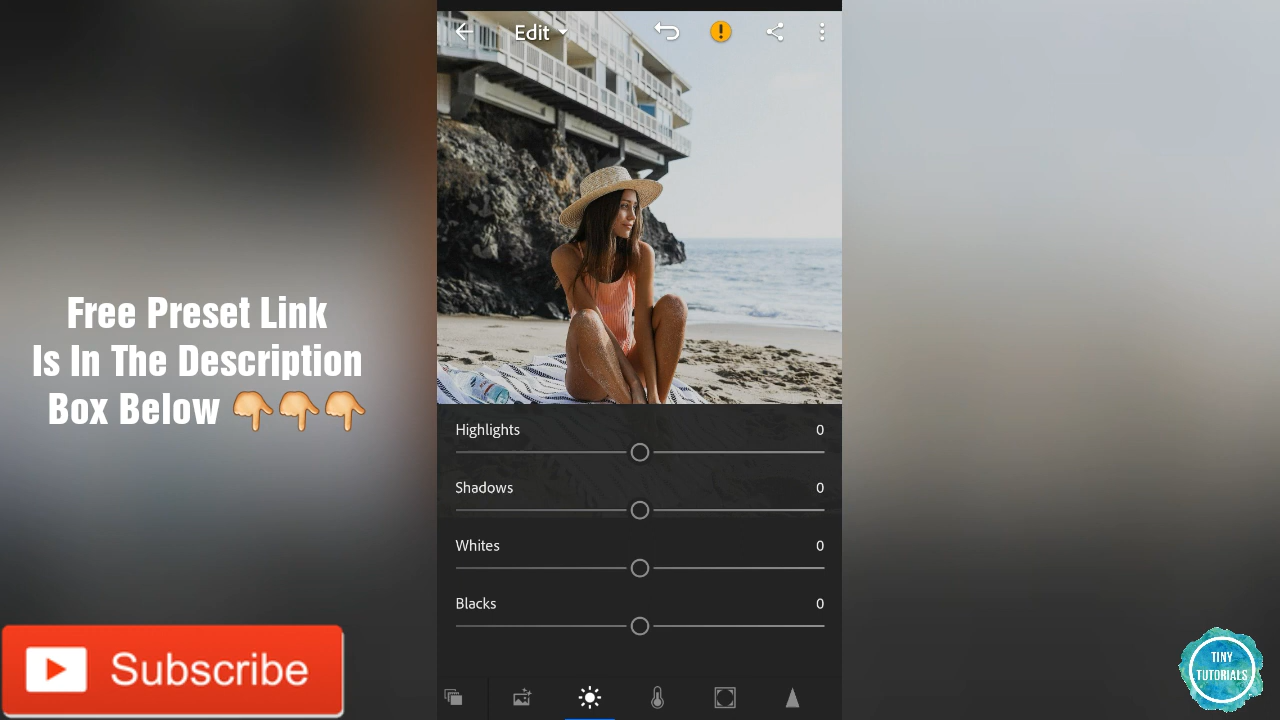 Edit
Free Preset Link
Is In The Description
Box Below 👇👇👇
Highlights 0
Shadows 0
Whites 0
Blacks 0
Subscribe
TINY
TUTORIALS